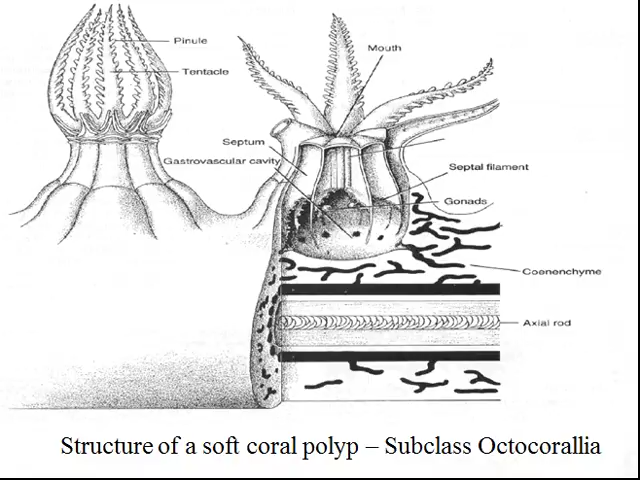 Pinule
Mouth
Tentacle
Septum
Gastrovascular cavity
Septal filament
Gonads
Coenenchyme
Axial rod
Structure of a soft coral polyp – Subclass Octocorallia